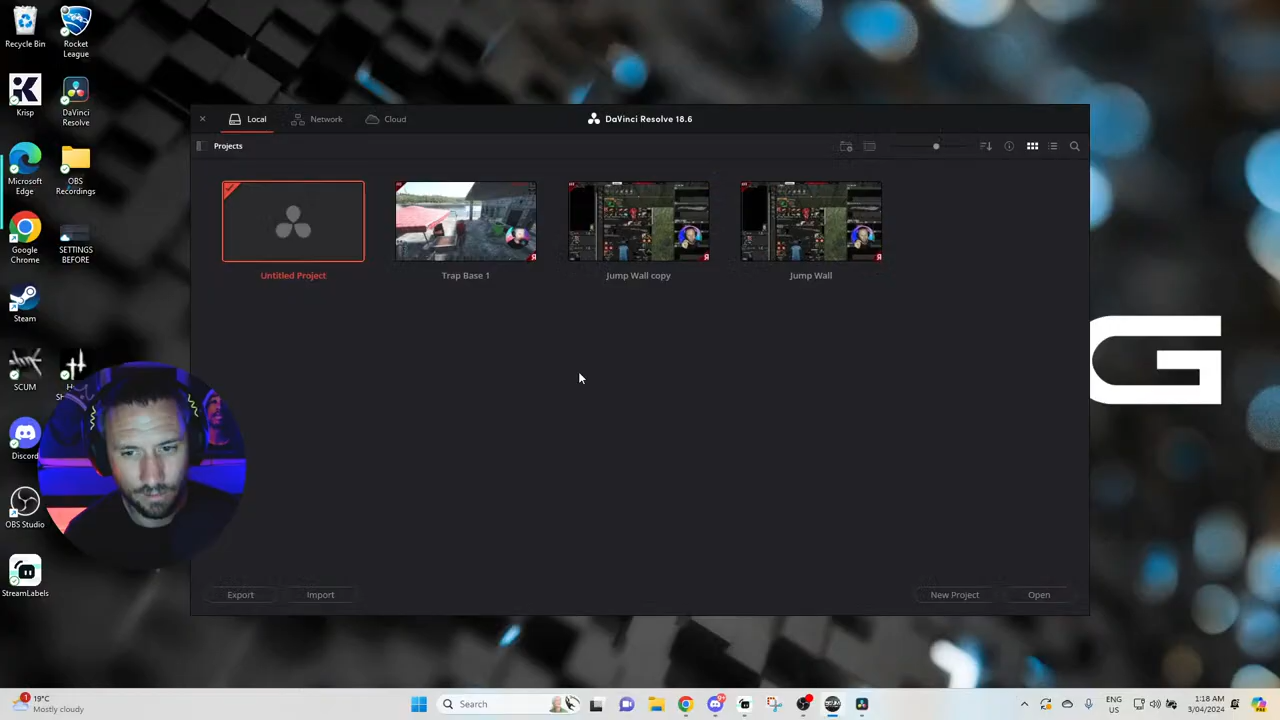 Recycle Bin
Rocket
League
Krisp
DaVinci
Resolve
Microsoft
Edge
OBS
Recordings
Google
Chrome
SETTINGS
BEFORE
Steam
SCUM
Discord
OBS Studio
StreamLabels
Local
Network
Cloud
DaVinci Resolve 18.6
Projects
Untitled Project
Trap Base 1
Jump Wall copy
Jump Wall
Export
Import
New Project
Open
G
19°C
Mostly cloudy
Search
ENG
US
1:18 AM
3/04/2024